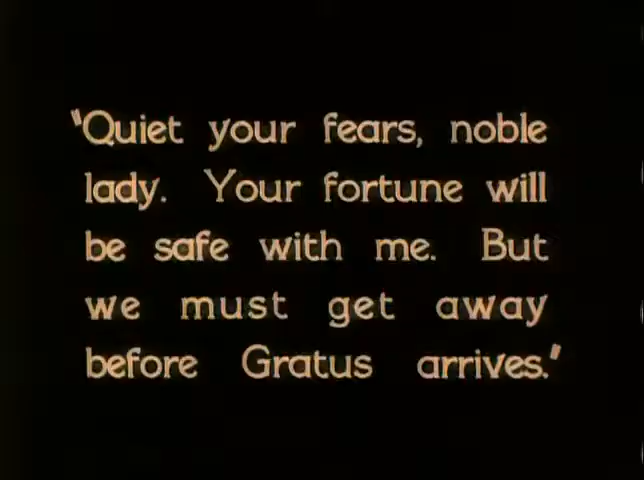 "Quiet your fears, noble
lady. Your fortune will
be safe with me. But
we must get away
before Gratus arrives."